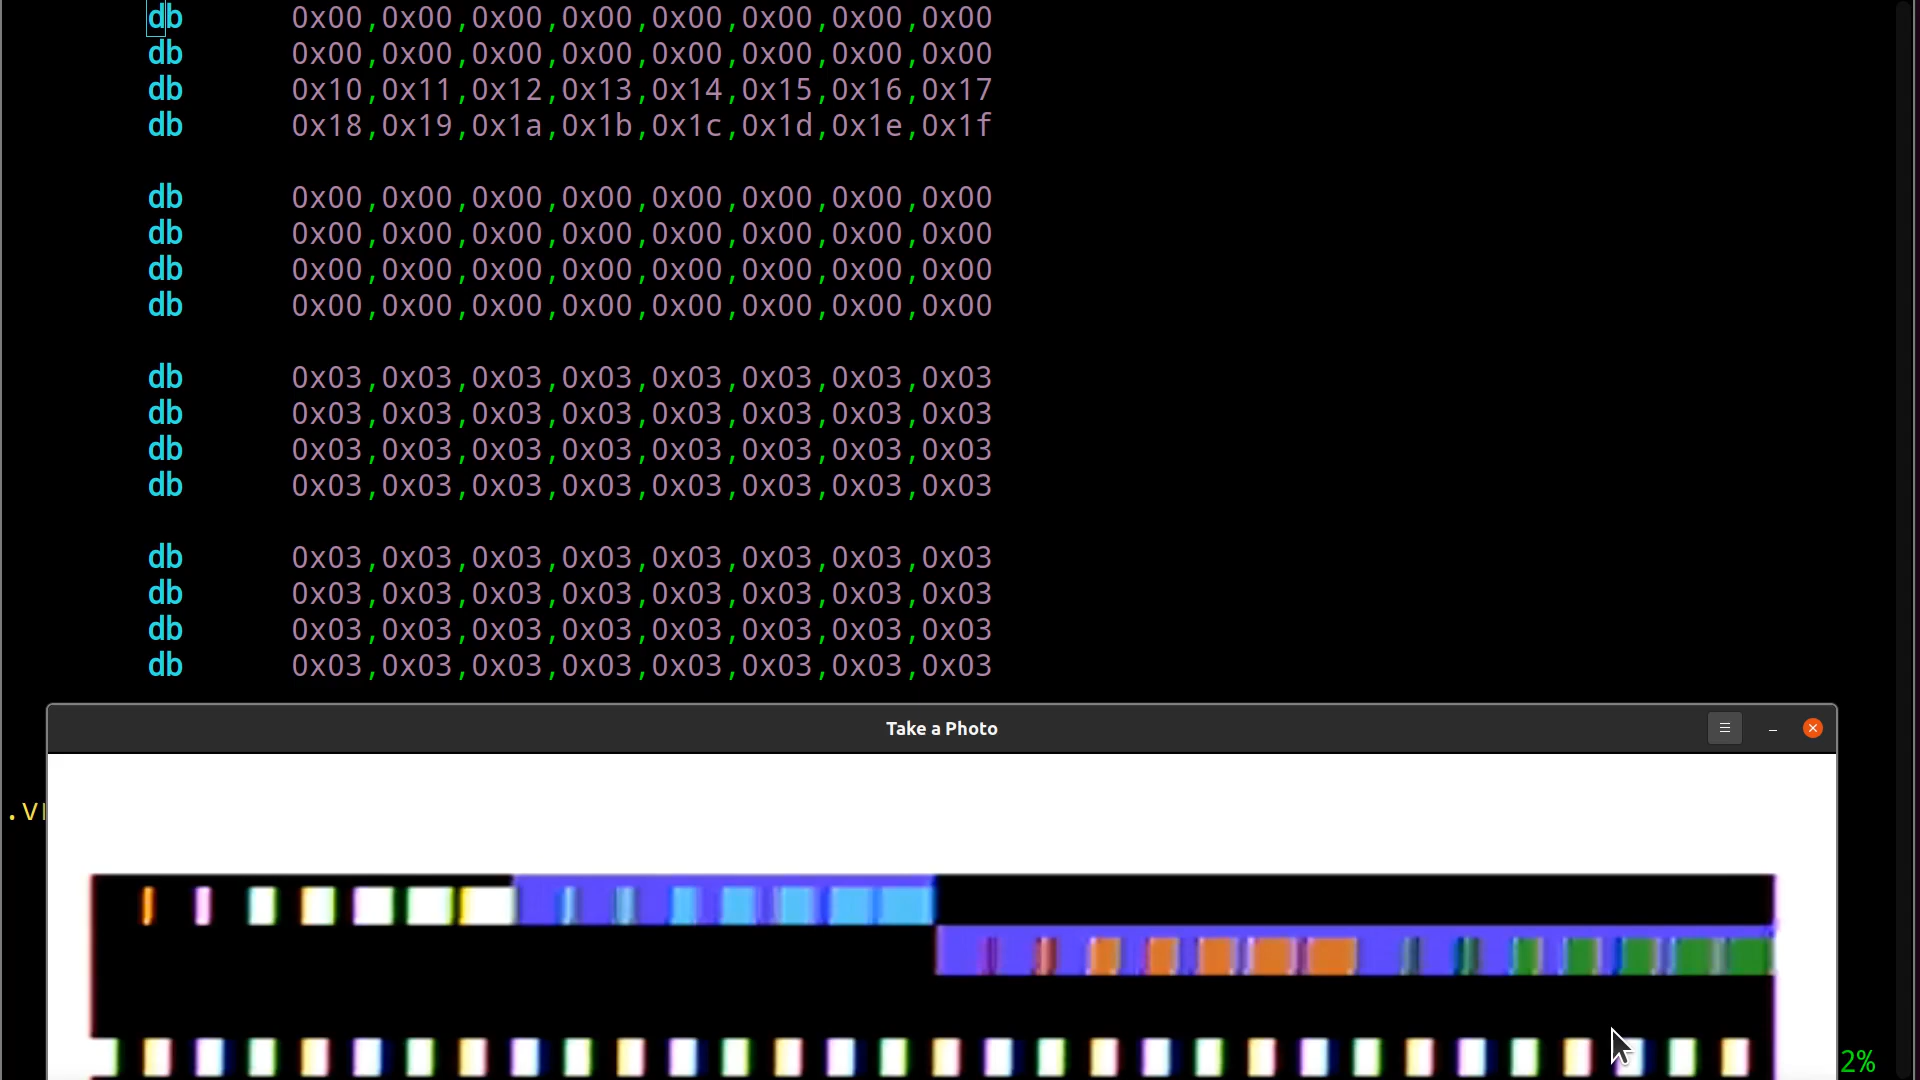 db 0x00,0x00,0x00,0x00,0x00,0x00,0x00,0x00
db 0x00,0x00,0x00,0x00,0x00,0x00,0x00,0x00
db 0x10,0x11,0x12,0x13,0x14,0x15,0x16,0x17
db 0x18,0x19,0x1a,0x1b,0x1c,0x1d,0x1e,0x1f
db 0x00,0x00,0x00,0x00,0x00,0x00,0x00,0x00
db 0x00,0x00,0x00,0x00,0x00,0x00,0x00,0x00
db 0x00,0x00,0x00,0x00,0x00,0x00,0x00,0x00
db 0x00,0x00,0x00,0x00,0x00,0x00,0x00,0x00
db 0x03,0x03,0x03,0x03,0x03,0x03,0x03,0x03
db 0x03,0x03,0x03,0x03,0x03,0x03,0x03,0x03
db 0x03,0x03,0x03,0x03,0x03,0x03,0x03,0x03
db 0x03,0x03,0x03,0x03,0x03,0x03,0x03,0x03
db 0x03,0x03,0x03,0x03,0x03,0x03,0x03,0x03
db 0x03,0x03,0x03,0x03,0x03,0x03,0x03,0x03
db 0x03,0x03,0x03,0x03,0x03,0x03,0x03,0x03
db 0x03,0x03,0x03,0x03,0x03,0x03,0x03,0x03
Take a Photo
2%